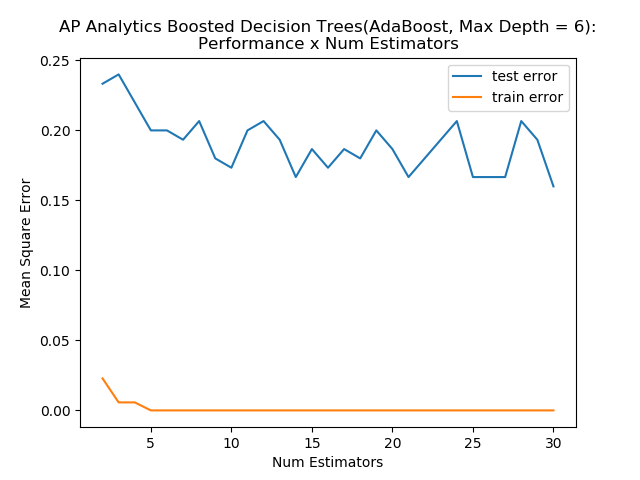 AP Analytics Boosted Decision Trees(AdaBoost, Max Depth = 6):
Performance x Num Estimators
test error
train error
Mean Square Error
0.25
0.20
0.15
0.10
0.05
0.00
5 10 15 20 25 30
Num Estimators